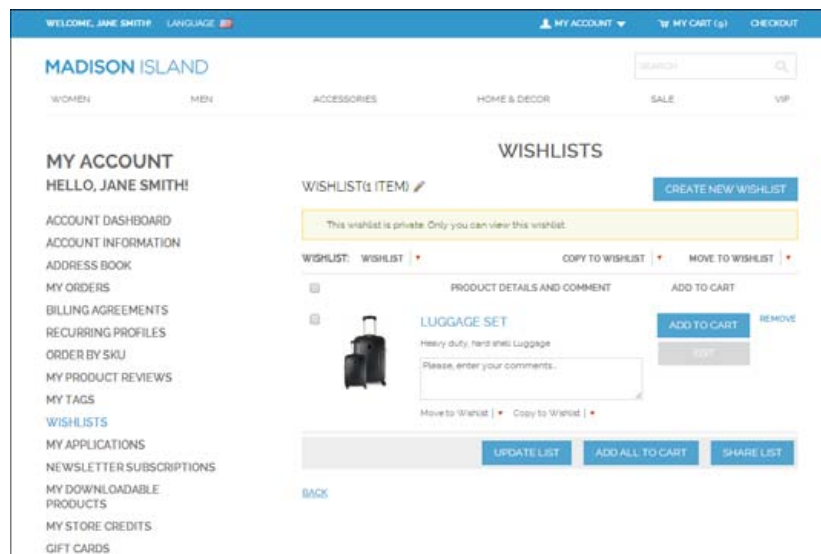 WELCOME, JANE SMITH! LANGUAGE MY ACCOUNT MY CART (9) CHECKOUT
MADISON ISLAND
SEARCH
WOMEN MEN ACCESSORIES HOME & DECOR SALE VIP
WISHLISTS
MY ACCOUNT
HELLO, JANE SMITH!
WISHLIST(1 ITEM) CREATE NEW WISHLIST
This wishlist is private. Only you can view this wishlist.
WISHLIST: WISHLIST COPY TO WISHLIST MOVE TO WISHLIST
PRODUCT DETAILS AND COMMENT ADD TO CART
LUGGAGE SET ADD TO CART REMOVE
Heavy duty, hard shell Luggage
EDIT
Please, enter your comments...
Move to Wishlist Copy to Wishlist
UPDATE LIST ADD ALL TO CART SHARE LIST
BACK
ACCOUNT DASHBOARD
ACCOUNT INFORMATION
ADDRESS BOOK
MY ORDERS
BILLING AGREEMENTS
RECURRING PROFILES
ORDER BY SKU
MY PRODUCT REVIEWS
MY TAGS
WISHLISTS
MY APPLICATIONS
NEWSLETTER SUBSCRIPTIONS
MY DOWNLOADABLE
PRODUCTS
MY STORE CREDITS
GIFT CARDS